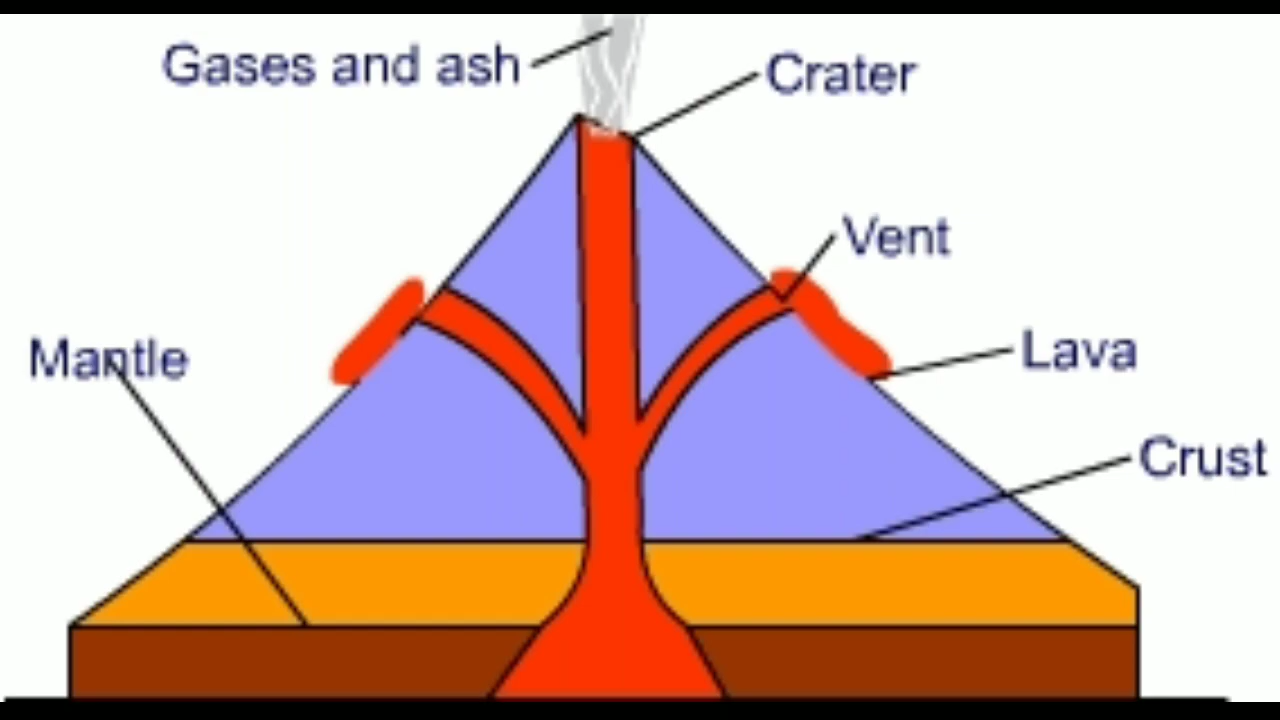 Gases and ash
Crater
Vent
Mantle
Lava
Crust